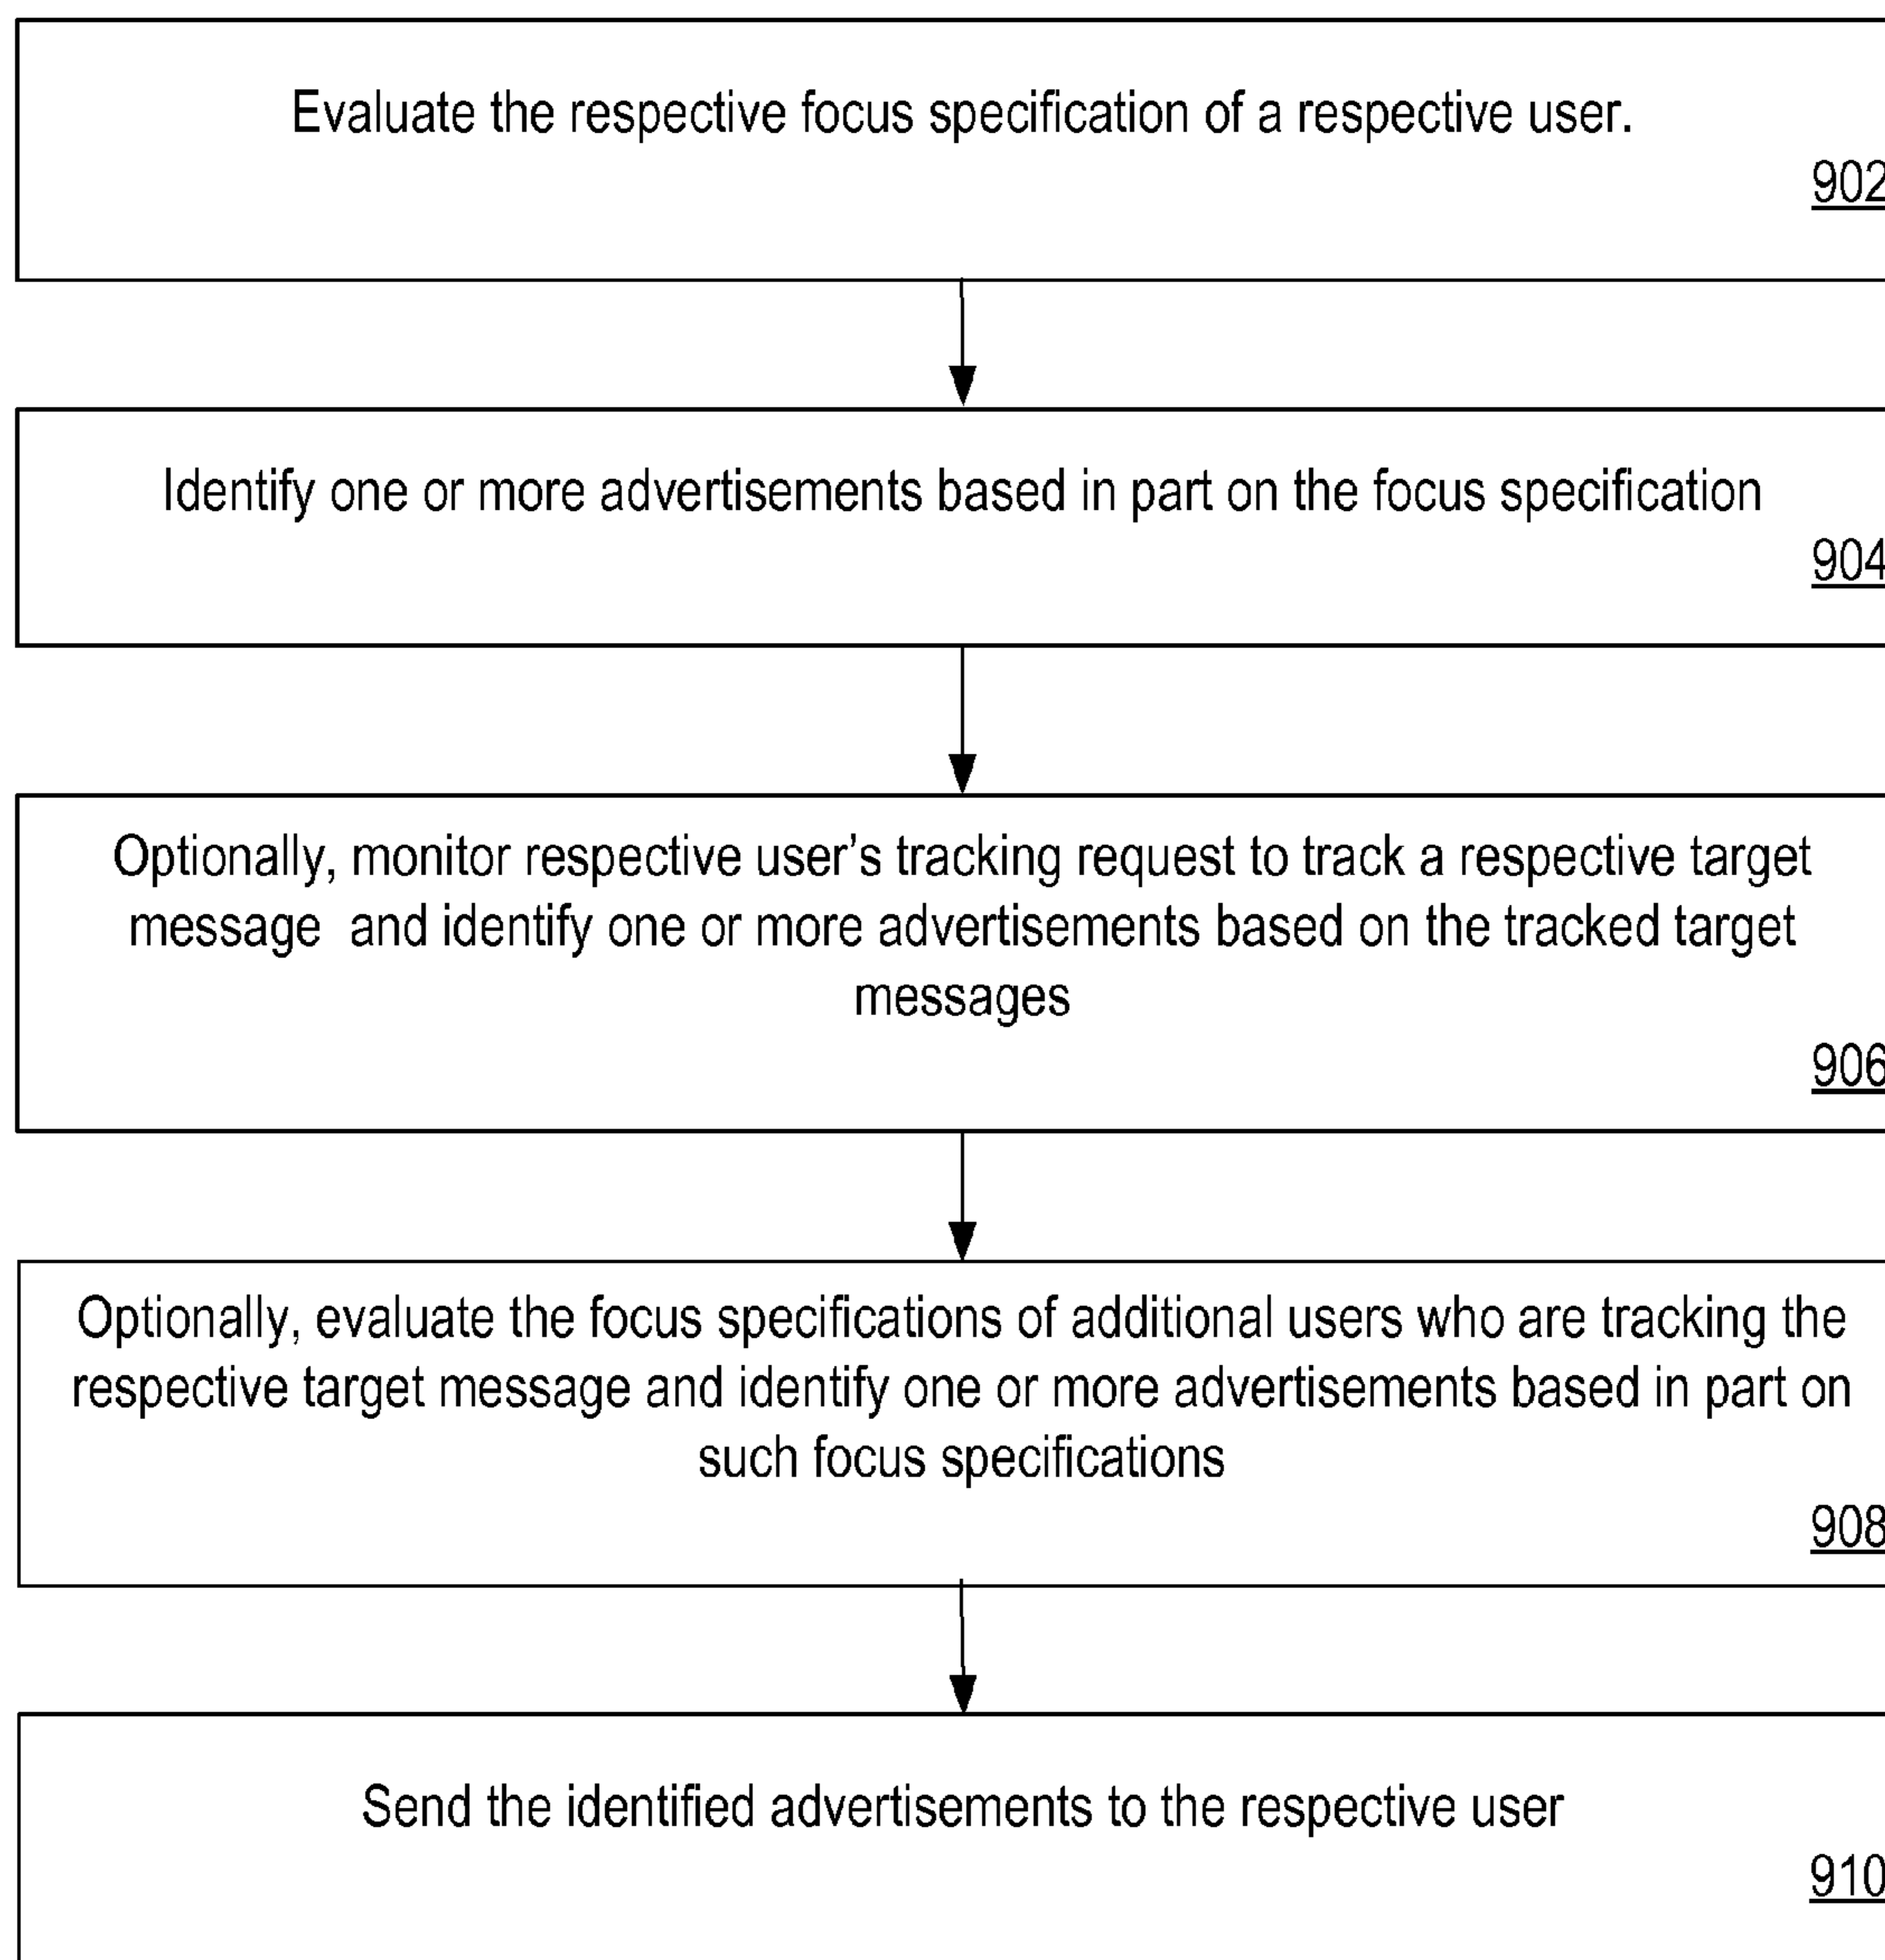 Evaluate the respective focus specification of a respective user.
902
Identify one or more advertisements based in part on the focus specification
904
Optionally, monitor respective user's tracking request to track a respective target
message and identify one or more advertisements based on the tracked target
messages
906
Optionally, evaluate the focus specifications of additional users who are tracking the
respective target message and identify one or more advertisements based in part on
such focus specifications
908
Send the identified advertisements to the respective user
910